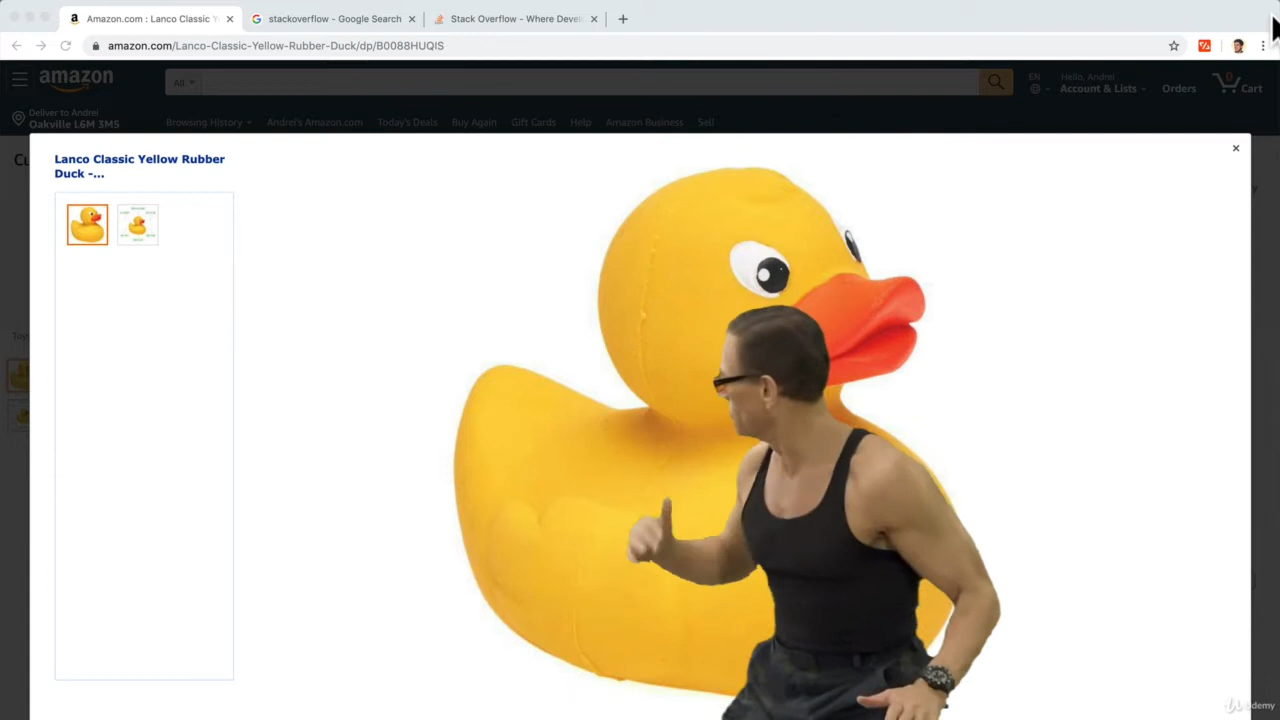 Amazon.com : Lanco Classic Y
stackoverflow - Google Search
Stack Overflow - Where Devel
amazon.com/Lanco-Classic-Yellow-Rubber-Duck/dp/B0088HUQIS
amazon
All
EN
Hello, Andrei
Account & Lists
Orders
0
Cart
Deliver to Andrei
Oakville L6M 3M5
Browsing History
Andrei's Amazon.com
Today's Deals
Buy Again
Gift Cards
Help
Amazon Business
Sell
Lanco Classic Yellow Rubber
Duck -...
Udemy